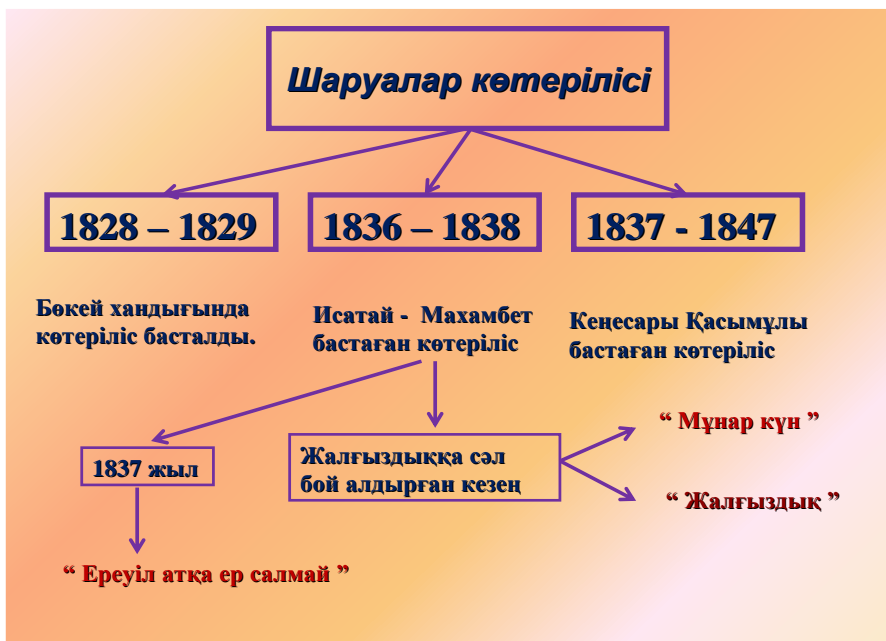 Шаруалар көтерілісі
1828 – 1829
1836 – 1838
1837 - 1847
Бөкей хандығында
көтеріліс басталды.
Исатай - Махамбет
бастаған көтеріліс
Кеңесары Қасымұлы
бастаған көтеріліс
1837 жыл
Жалғыздыққа сәл
бой алдырған кезең
“ Мұнар күн ”
“ Жалғыздық ”
“ Ереуіл атқа ер салмай ”